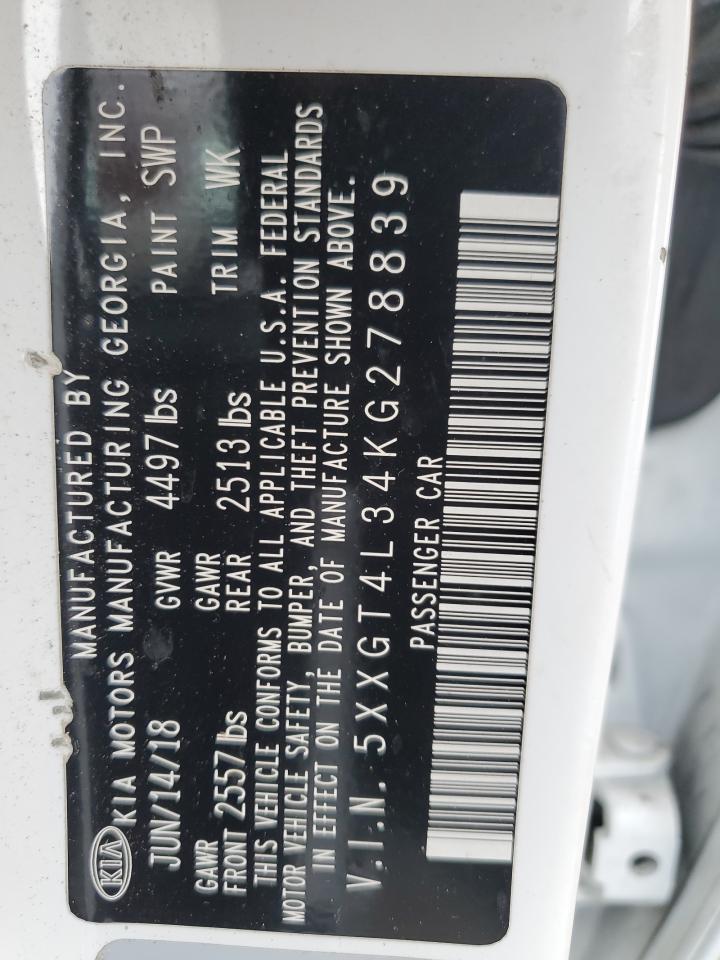 KIA
MANUFACTURED BY
KIA MOTORS MANUFACTURING GEORGIA, INC.
JUN/14/18 GVWR 4497 lbs PAINT SWP
GAWR FRONT 2557 lbs GAWR REAR 2513 lbs TRIM WK
THIS VEHICLE CONFORMS TO ALL APPLICABLE U.S.A. FEDERAL
MOTOR VEHICLE SAFETY, BUMPER, AND THEFT PREVENTION STANDARDS
IN EFFECT ON THE DATE OF MANUFACTURE SHOWN ABOVE.
V.I.N. 5XXGT4L34KG278839
PASSENGER CAR